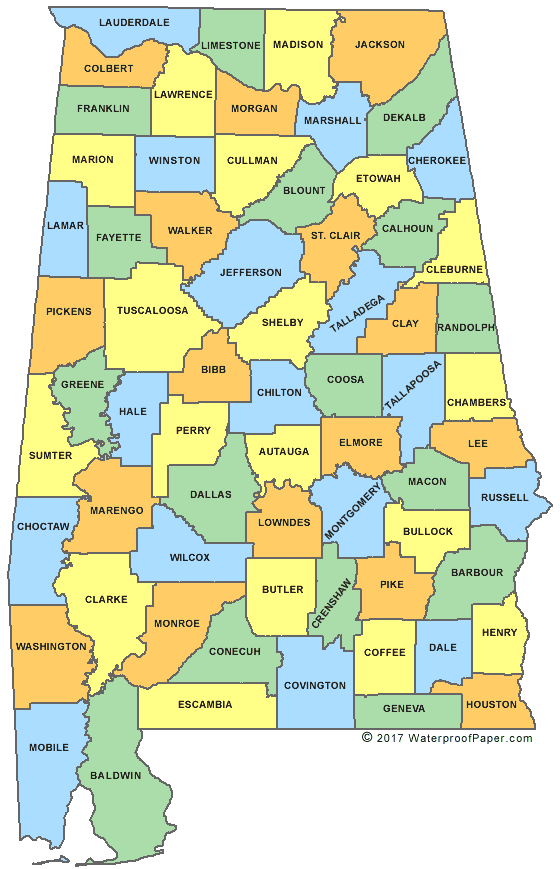 LAUDERDALE
LIMESTONE
MADISON
JACKSON
COLBERT
LAWRENCE
FRANKLIN
MORGAN
MARSHALL
DEKALB
MARION
WINSTON
CULLMAN
CHEROKEE
ETOWAH
BLOUNT
LAMAR
FAYETTE
WALKER
ST. CLAIR
CALHOUN
JEFFERSON
CLEBURNE
PICKENS
TUSCALOOSA
SHELBY
TALLADEGA
CLAY
RANDOLPH
GREENE
BIBB
HALE
CHILTON
COOSA
TALLAPOOSA
CHAMBERS
SUMTER
PERRY
AUTAUGA
ELMORE
LEE
MARENGO
DALLAS
MACON
RUSSELL
CHOCTAW
LOWNDES
MONTGOMERY
BULLOCK
WILCOX
BARBOUR
CLARKE
BUTLER
CRENSHAW
PIKE
MONROE
WASHINGTON
CONECUH
COFFEE
DALE
HENRY
COVINGTON
ESCAMBIA
GENEVA
HOUSTON
© 2017 WaterproofPaper.com
MOBILE
BALDWIN